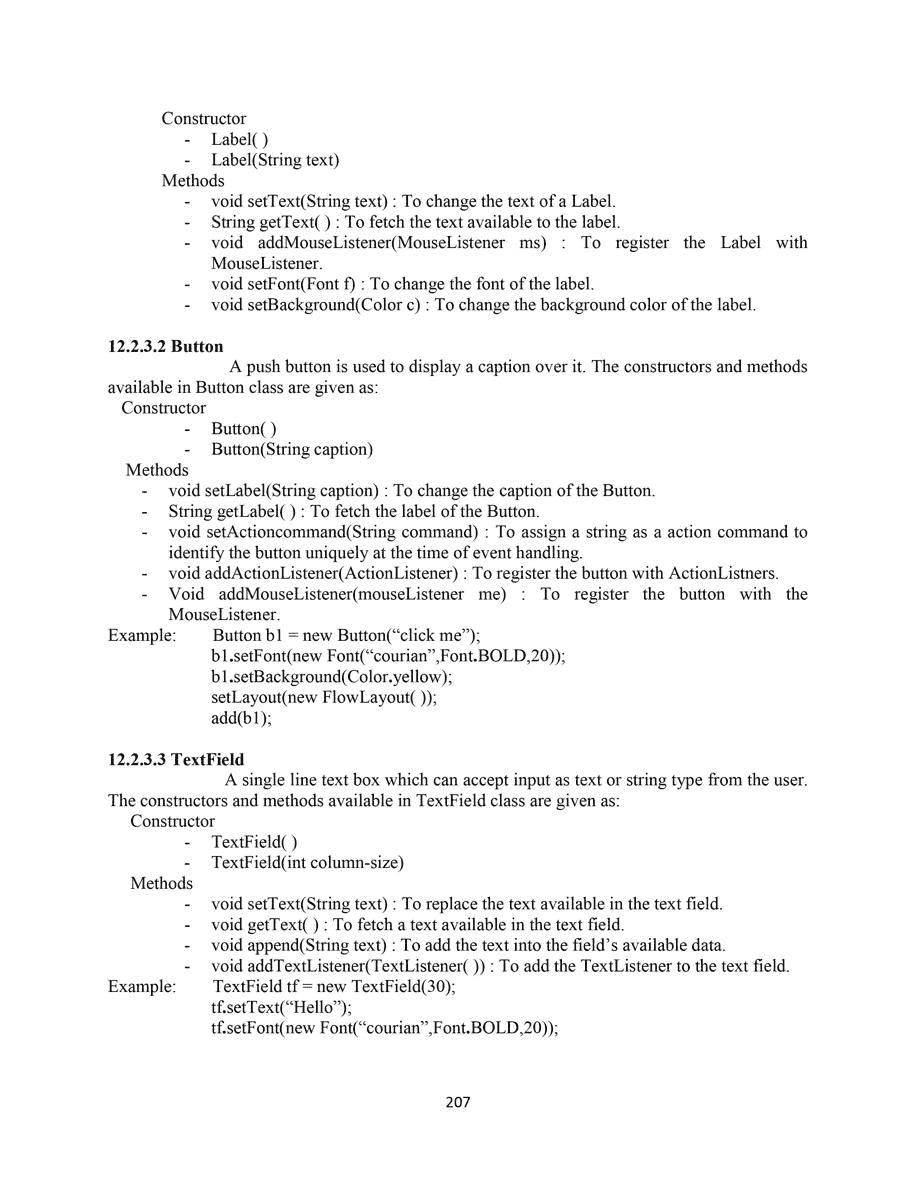 Constructor
- Label( )
- Label(String text)
Methods
- void setText(String text) : To change the text of a Label.
- String getText( ) : To fetch the text available to the label.
- void addMouseListener(MouseListener ms) : To register the Label with
MouseListener.
- void setFont(Font f) : To change the font of the label.
- void setBackground(Color c) : To change the background color of the label.
12.2.3.2 Button
A push button is used to display a caption over it. The constructors and methods
available in Button class are given as:
Constructor
- Button( )
- Button(String caption)
Methods
- void setLabel(String caption) : To change the caption of the Button.
- String getLabel( ) : To fetch the label of the Button.
- void setActioncommand(String command) : To assign a string as a action command to
identify the button uniquely at the time of event handling.
- void addActionListener(ActionListener) : To register the button with ActionListners.
- Void addMouseListener(mouseListener me) : To register the button with the
MouseListener.
Example: Button b1 = new Button(“click me”);
b1.setFont(new Font(“courian”,Font.BOLD,20));
b1.setBackground(Color.yellow);
setLayout(new FlowLayout( ));
add(b1);
12.2.3.3 TextField
A single line text box which can accept input as text or string type from the user.
The constructors and methods available in TextField class are given as:
Constructor
- TextField( )
- TextField(int column-size)
Methods
- void setText(String text) : To replace the text available in the text field.
- void getText( ) : To fetch a text available in the text field.
- void append(String text) : To add the text into the field’s available data.
- void addTextListener(TextListener( )) : To add the TextListener to the text field.
Example: TextField tf = new TextField(30);
tf.setText(“Hello”);
tf.setFont(new Font(“courian”,Font.BOLD,20));
207